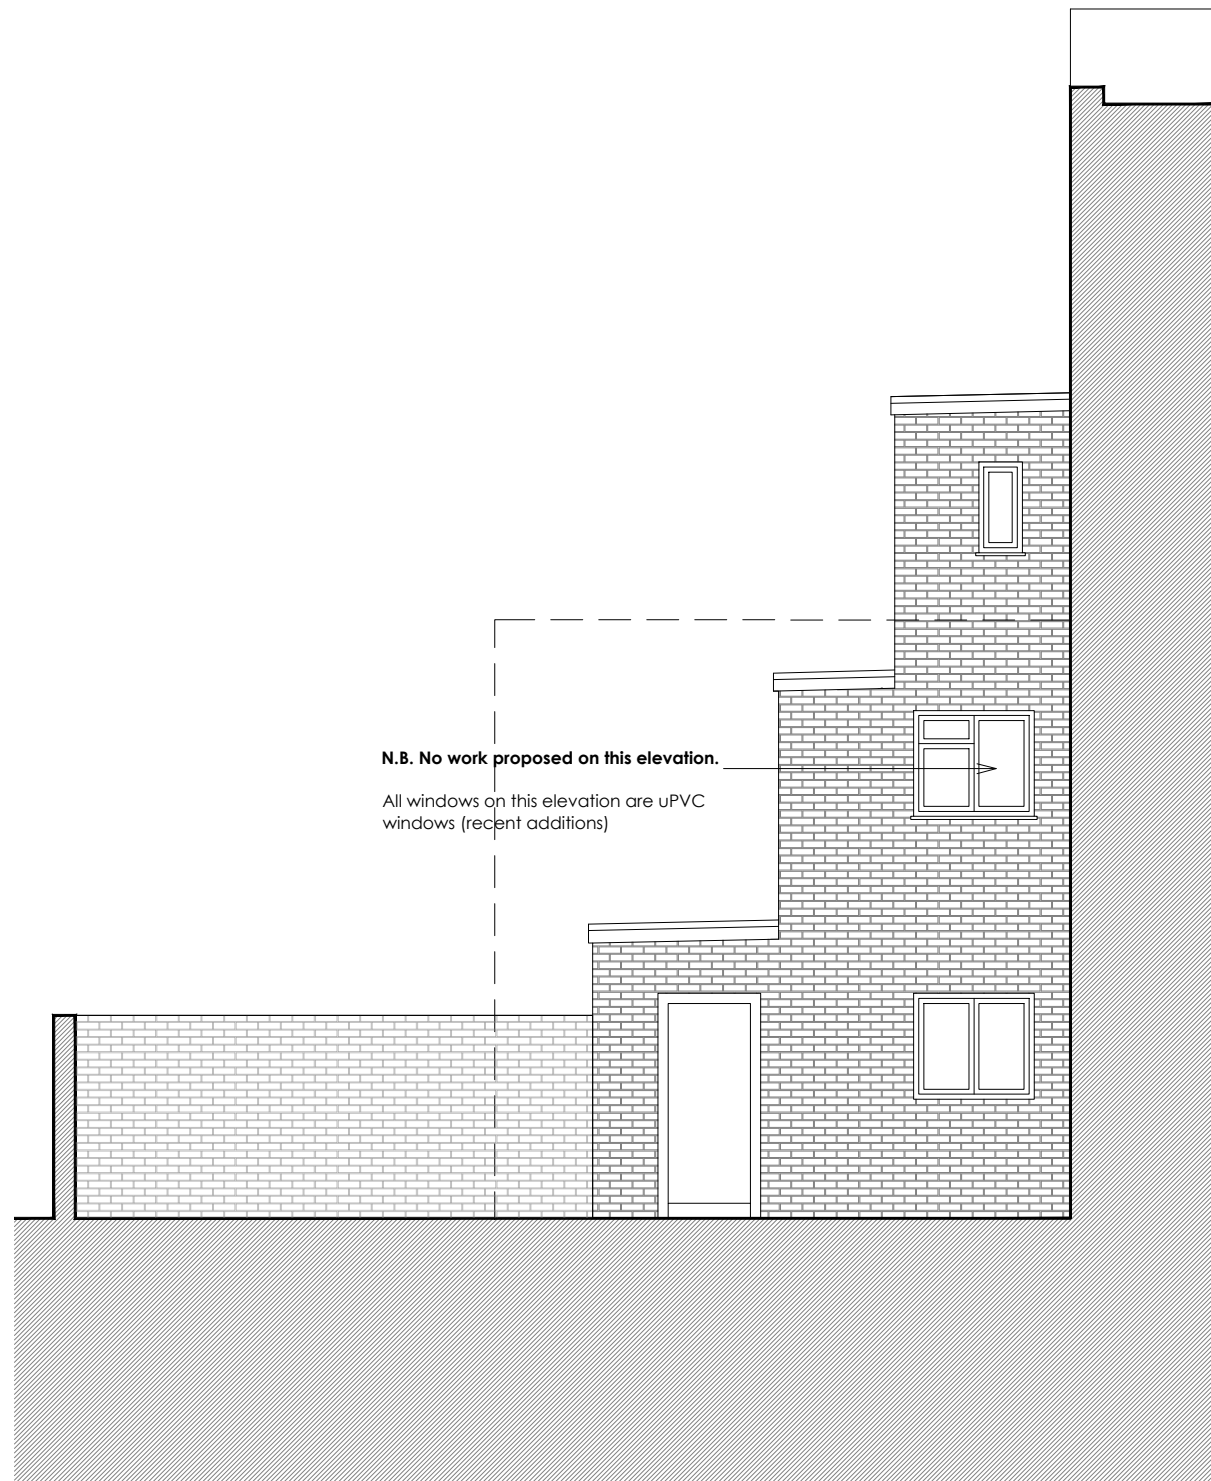 N.B. No work proposed on this elevation.
All windows on this elevation are uPVC
windows (recent additions)